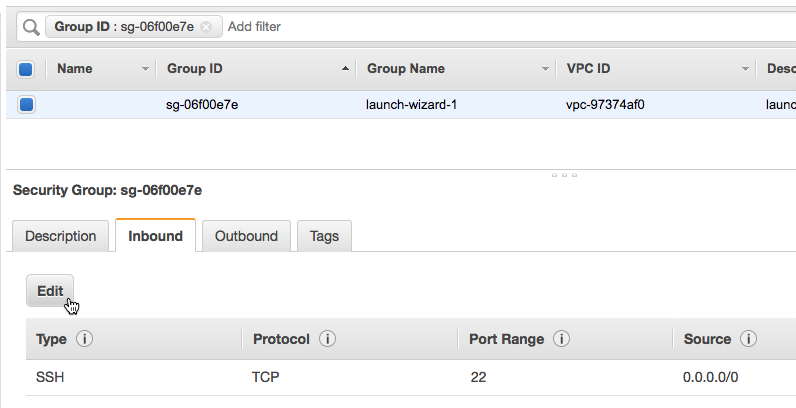 Group ID : sg-06f00e7e Add filter
Name Group ID Group Name VPC ID Desc
sg-06f00e7e launch-wizard-1 vpc-97374af0 launc
Security Group: sg-06f00e7e
Description Inbound Outbound Tags
Edit
Type i Protocol i Port Range i Source i
SSH TCP 22 0.0.0.0/0